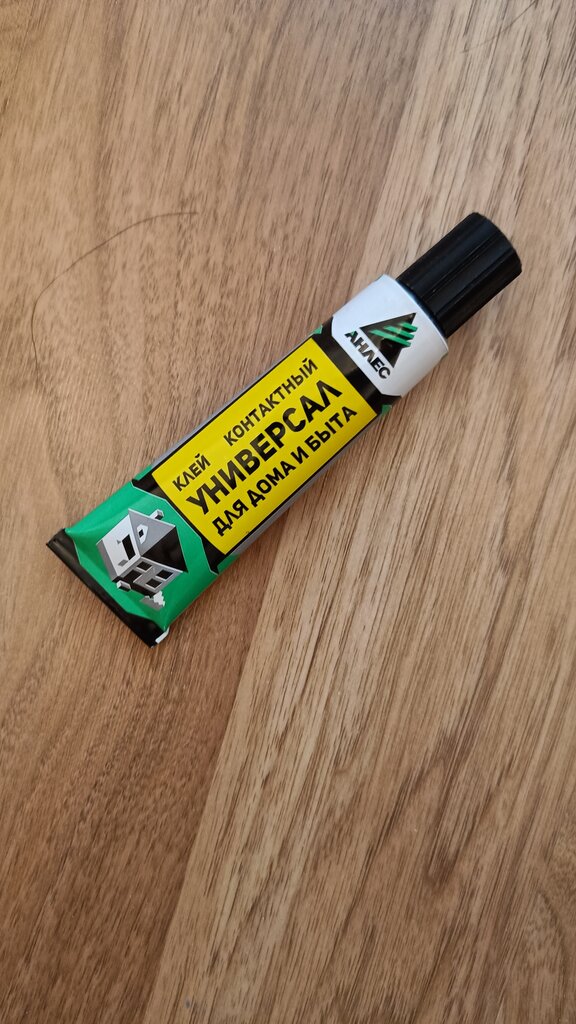 АНЛЕС
КЛЕЙ КОНТАКТНЫЙ
УНИВЕРСАЛ
ДЛЯ ДОМА И БЫТА